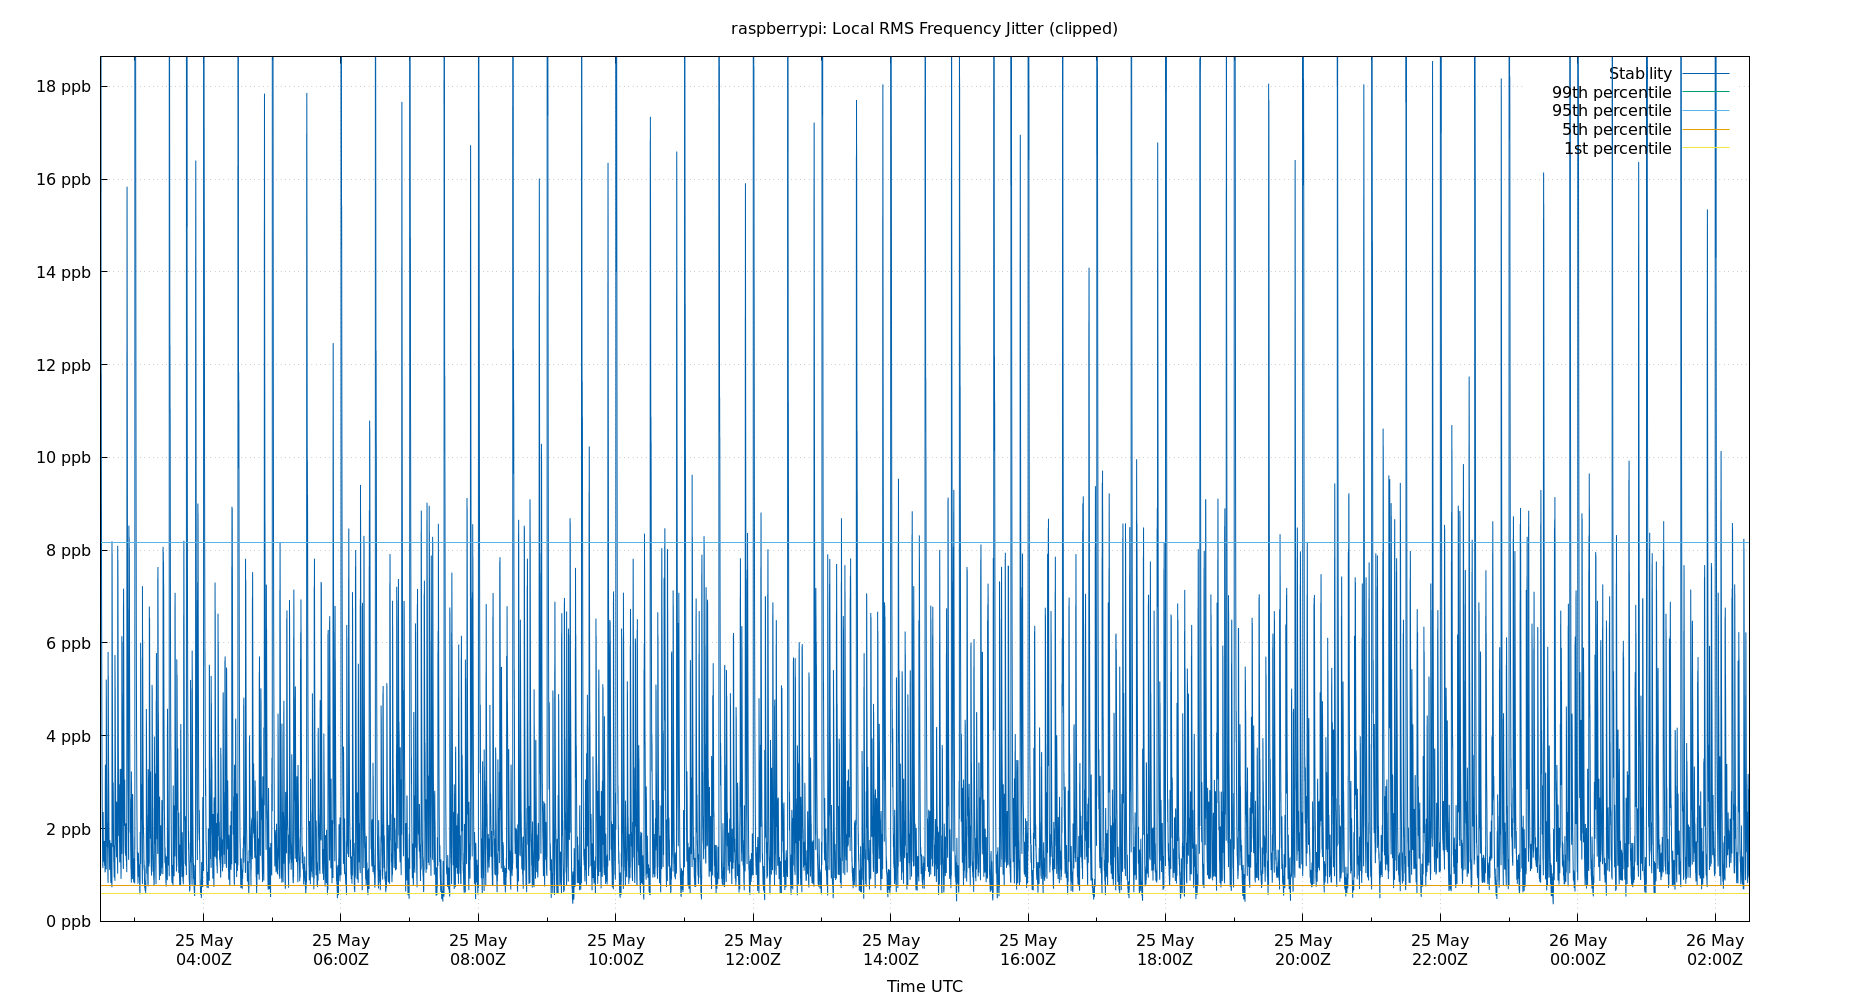 raspberrypi: Local RMS Frequency Jitter (clipped)
18 ppb
16 ppb
14 ppb
12 ppb
10 ppb
8 ppb
6 ppb
4 ppb
2 ppb
0 ppb
Stability
99th percentile
95th percentile
5th percentile
1st percentile
25 May 25 May 25 May 25 May 25 May 25 May 25 May 25 May 25 May 25 May 26 May 26 May
04:00Z 06:00Z 08:00Z 10:00Z 12:00Z 14:00Z 16:00Z 18:00Z 20:00Z 22:00Z 00:00Z 02:00Z
Time UTC